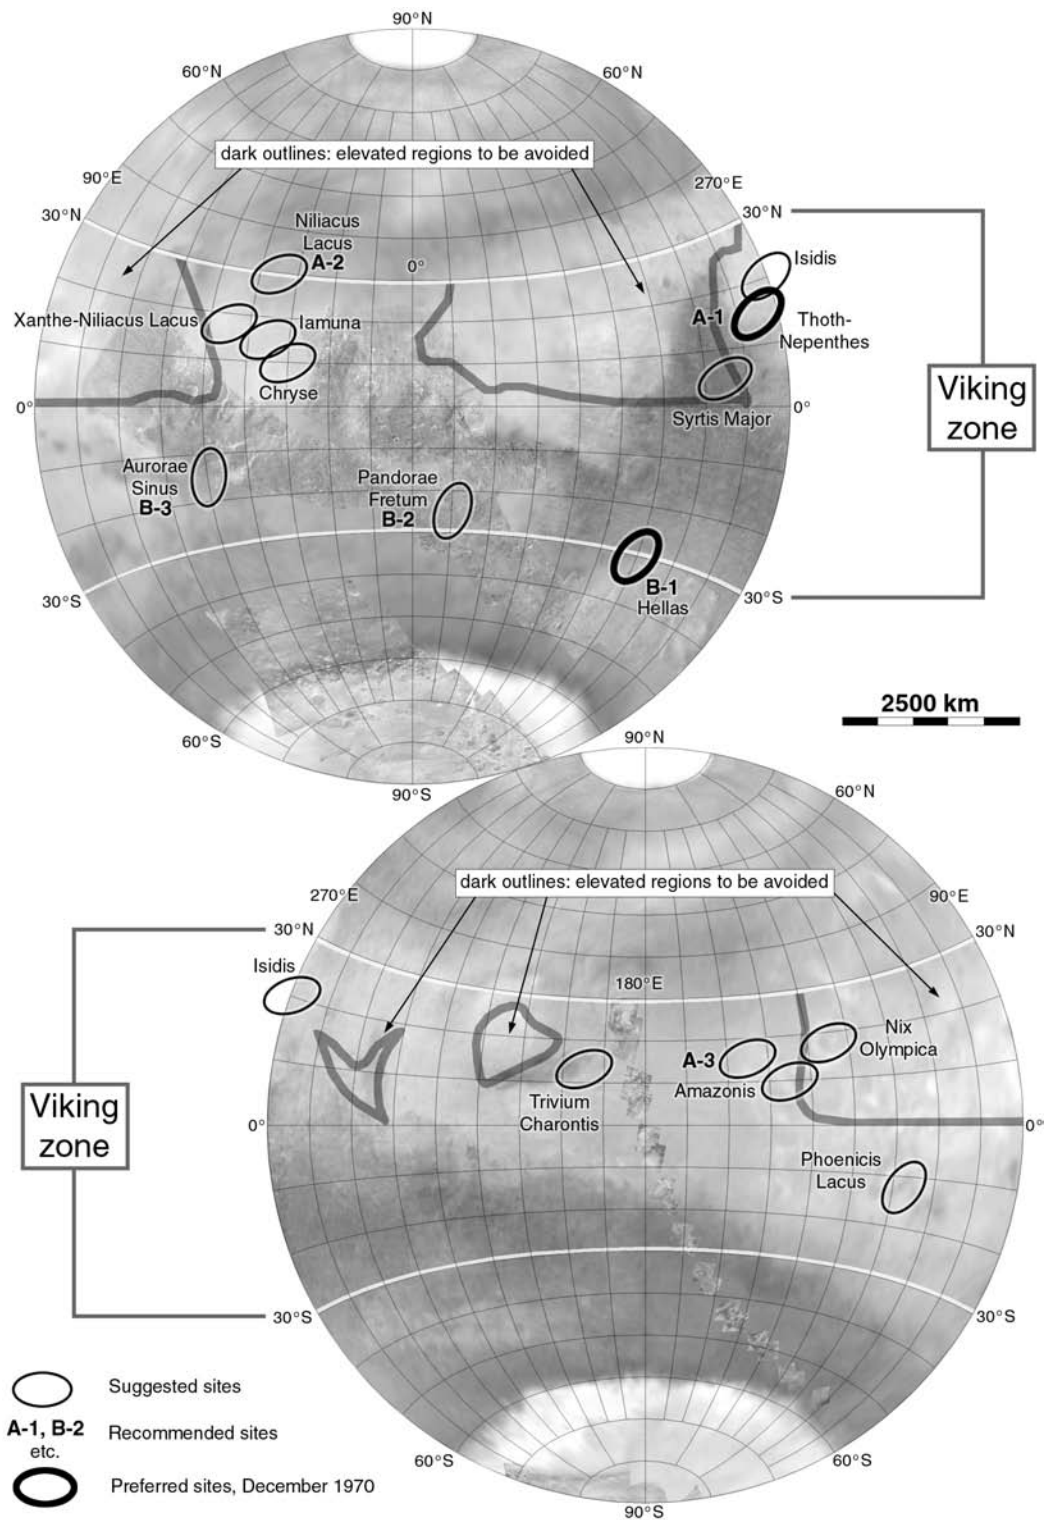 90°N
60°N
60°N
dark outlines: elevated regions to be avoided
90°E
270°E
30°N
30°N
Niliacus
Lacus
A-2
0°
Isidis
Xanthe-Niliacus Lacus
Iamuna
A-1
Thoth-
Nepenthes
Chryse
Viking
zone
0°
0°
Syrtis Major
Aurorae
Sinus
B-3
Pandorae
Fretum
B-2
B-1
Hellas
30°S
30°S
2500 km
60°S
90°S
90°N
60°N
dark outlines: elevated regions to be avoided
270°E
90°E
30°N
30°N
Isidis
180°E
Nix
Olympica
A-3
Amazonis
Viking
zone
Trivium
Charontis
0°
0°
Phoenicis
Lacus
30°S
30°S
Suggested sites
A-1, B-2
etc.
Recommended sites
60°S
60°S
Preferred sites, December 1970
90°S